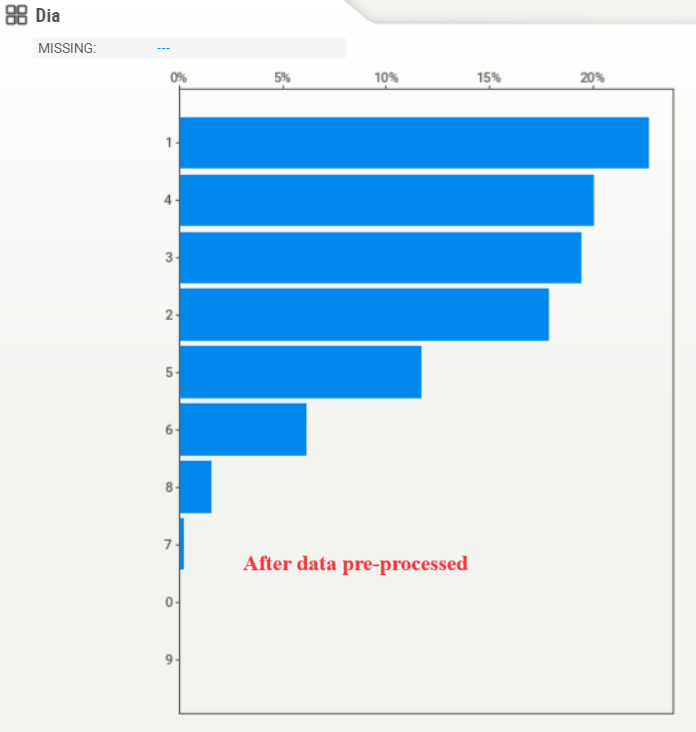 Dia
MISSING: ---
0% 5% 10% 15% 20%
1
4
3
2
5
6
8
7
After data pre-processed
0
9